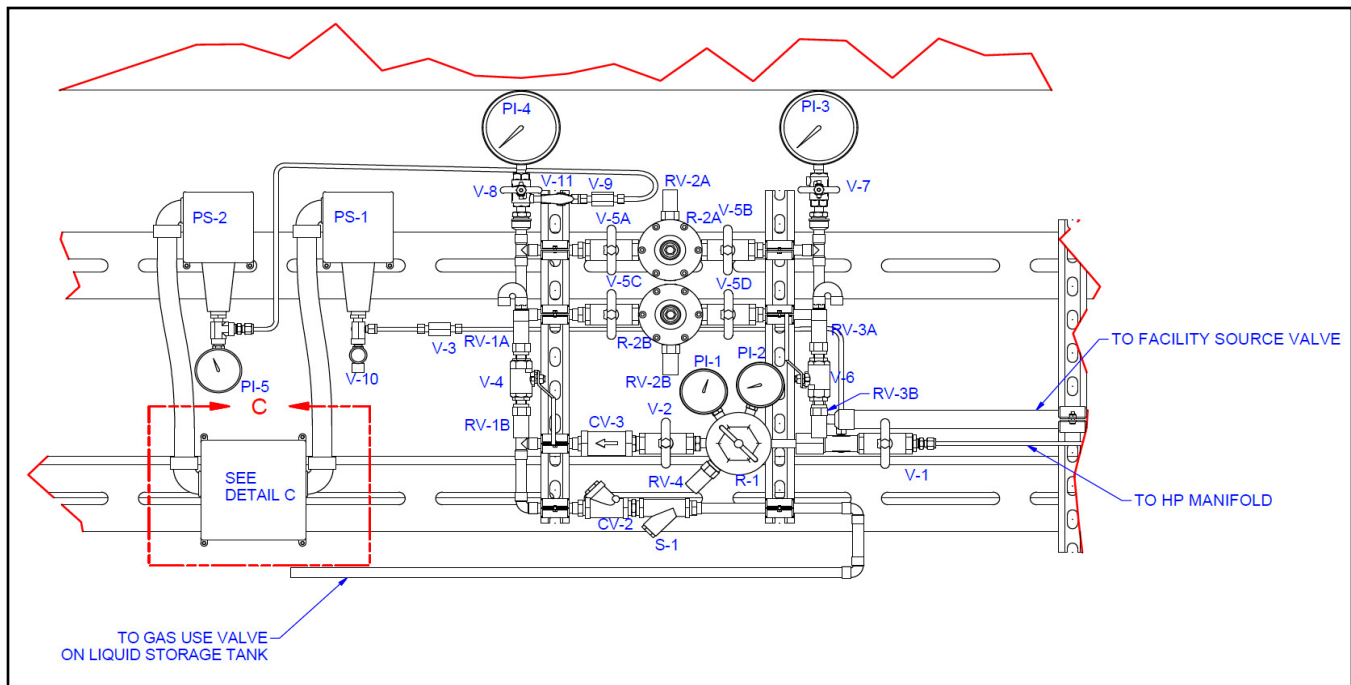 PI-4
PI-3
V-8
V-11
V-9
RV-2A
V-7
PS-2
PS-1
V-5A
R-2A
V-5B
V-5C
V-5D
RV-1A
V-3
R-2B
RV-3A
TO FACILITY SOURCE VALVE
PI-5
V-10
V-4
RV-2B
PI-1
PI-2
V-6
RV-3B
C
RV-1B
CV-3
V-2
SEE
DETAIL C
RV-4
R-1
V-1
TO HP MANIFOLD
CV-2
S-1
TO GAS USE VALVE
ON LIQUID STORAGE TANK